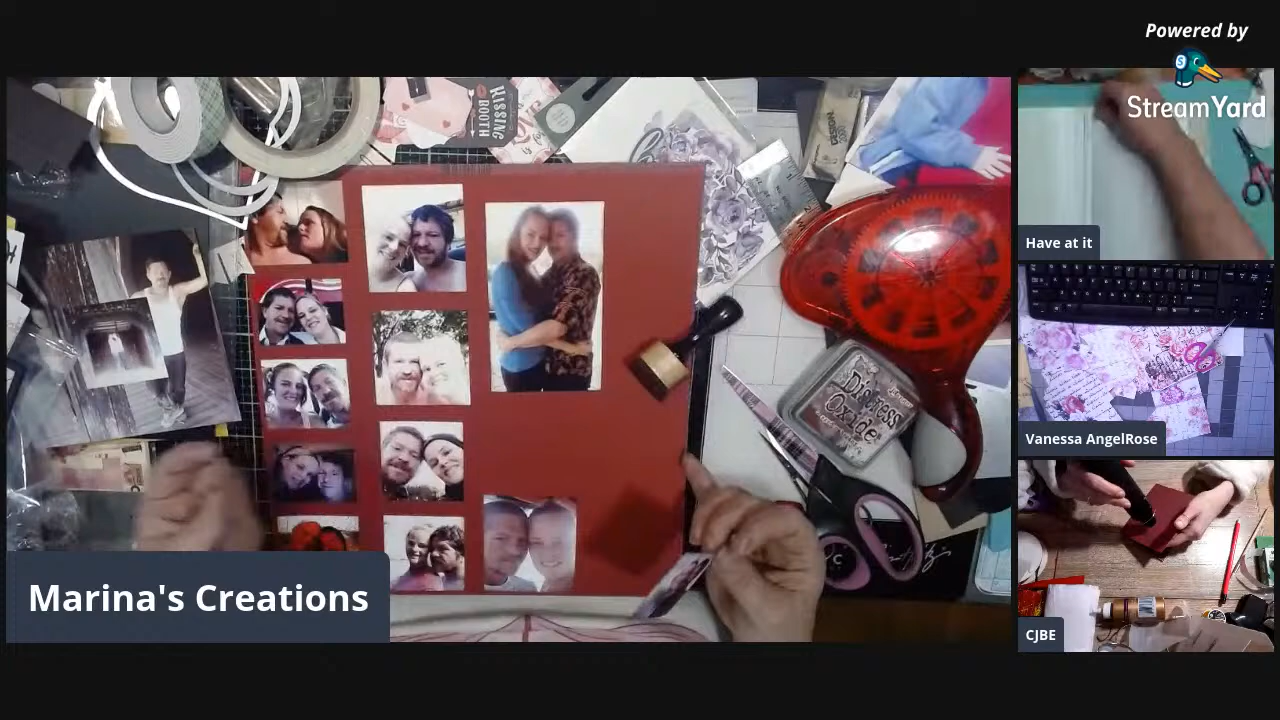 Powered by
StreamYard
KISSING
BOOTH
Distress
Oxide
Have at it
Vanessa AngelRose
CJBE
Marina's Creations